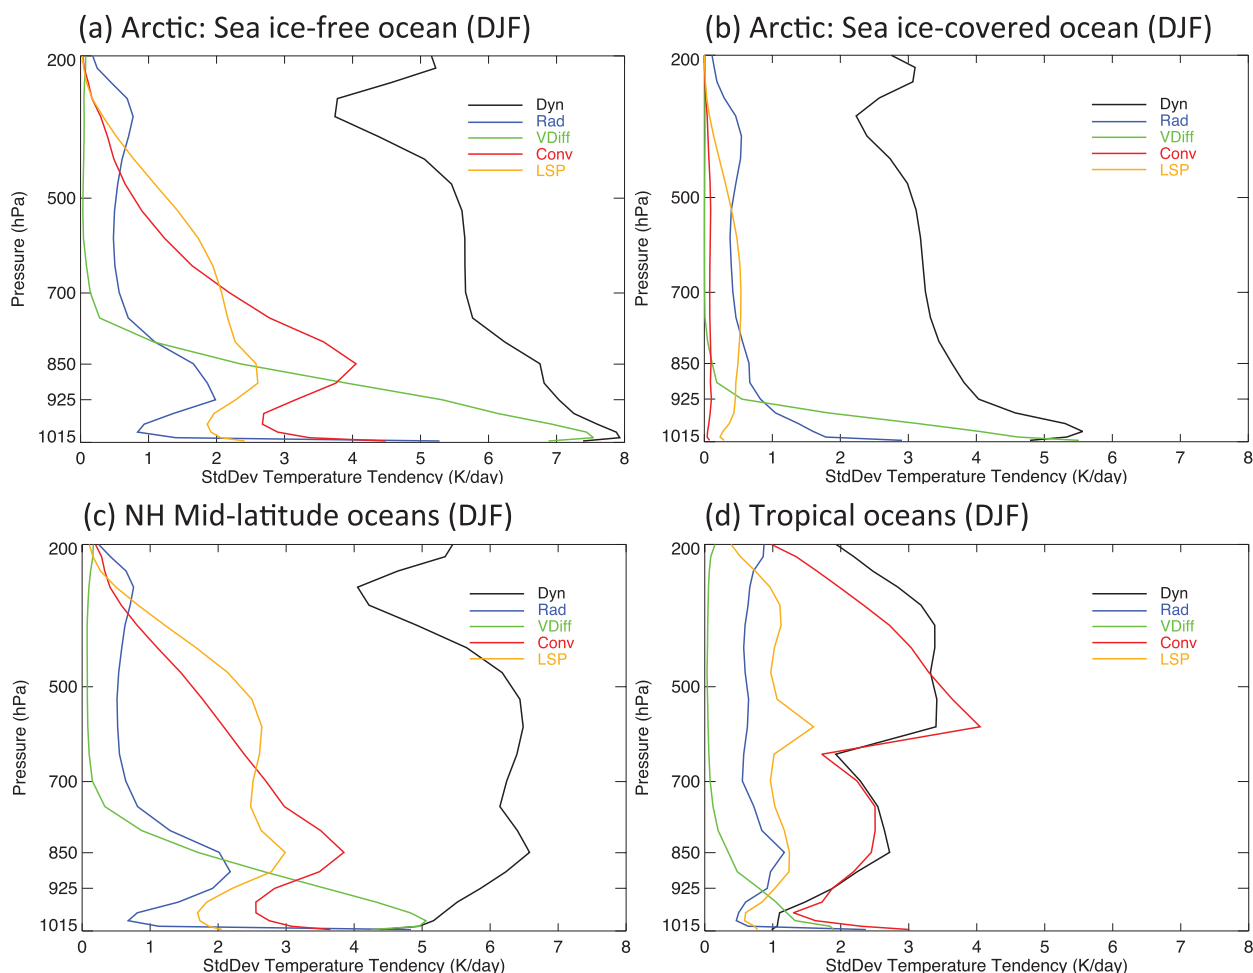 (a) Arctic: Sea ice-free ocean (DJF)
200
500
700
850
925
1015
Pressure (hPa)
Dyn
Rad
VDiff
Conv
LSP
0 1 2 3 4 5 6 7 8
StdDev Temperature Tendency (K/day)
(b) Arctic: Sea ice-covered ocean (DJF)
200
500
700
850
925
1015
Pressure (hPa)
Dyn
Rad
VDiff
Conv
LSP
0 1 2 3 4 5 6 7 8
StdDev Temperature Tendency (K/day)
(c) NH Mid-latitude oceans (DJF)
200
500
700
850
925
1015
Pressure (hPa)
Dyn
Rad
VDiff
Conv
LSP
0 1 2 3 4 5 6 7 8
StdDev Temperature Tendency (K/day)
(d) Tropical oceans (DJF)
200
500
700
850
925
1015
Pressure (hPa)
Dyn
Rad
VDiff
Conv
LSP
0 1 2 3 4 5 6 7 8
StdDev Temperature Tendency (K/day)